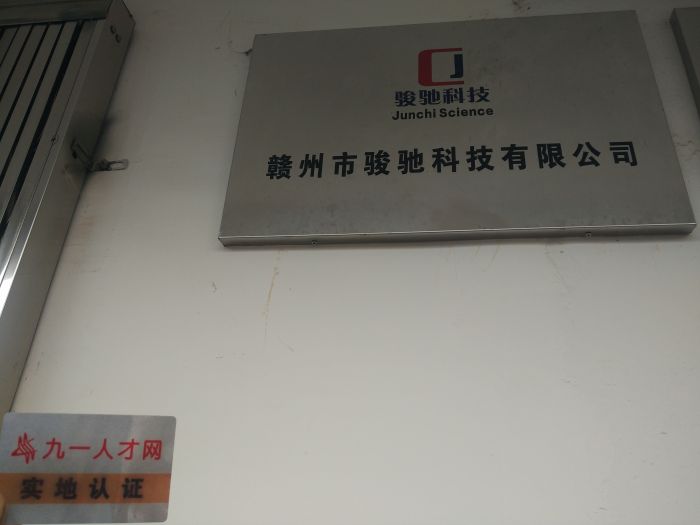 骏驰科技
Junchi Science
赣州市骏驰科技有限公司
九一人才网
实地认证